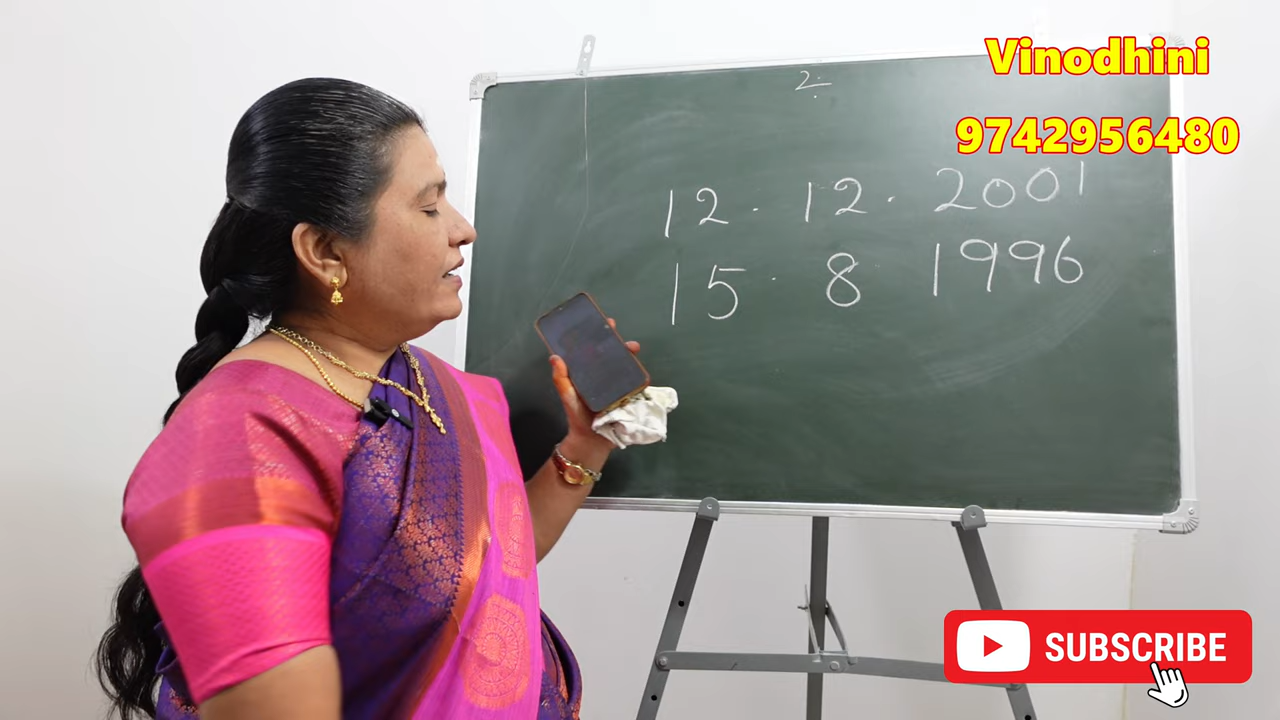 Vinodhini
9742956480
2:
12 . 12 . 2001
15 . 8 1996
SUBSCRIBE